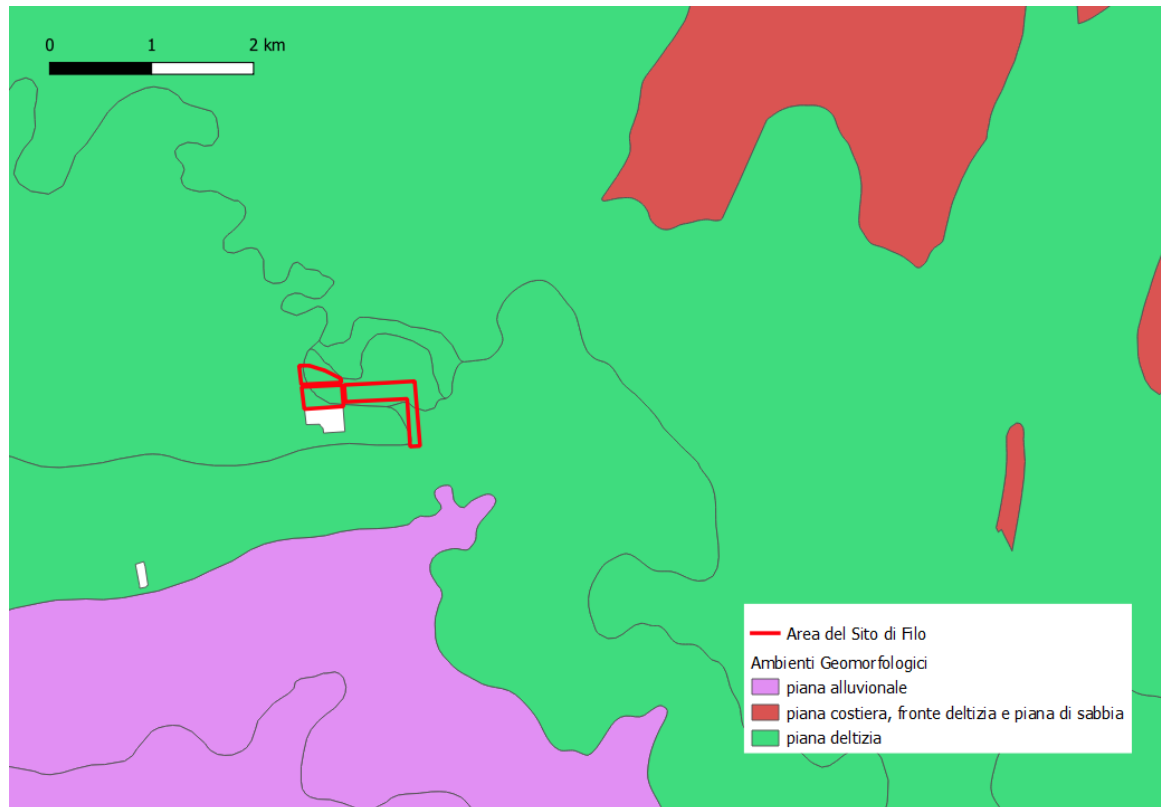 0 1 2 km
Area del Sito di Filo
Ambienti Geomorfologici
piana alluvionale
piana costiera, fronte deltizia e piana di sabbia
piana deltizia